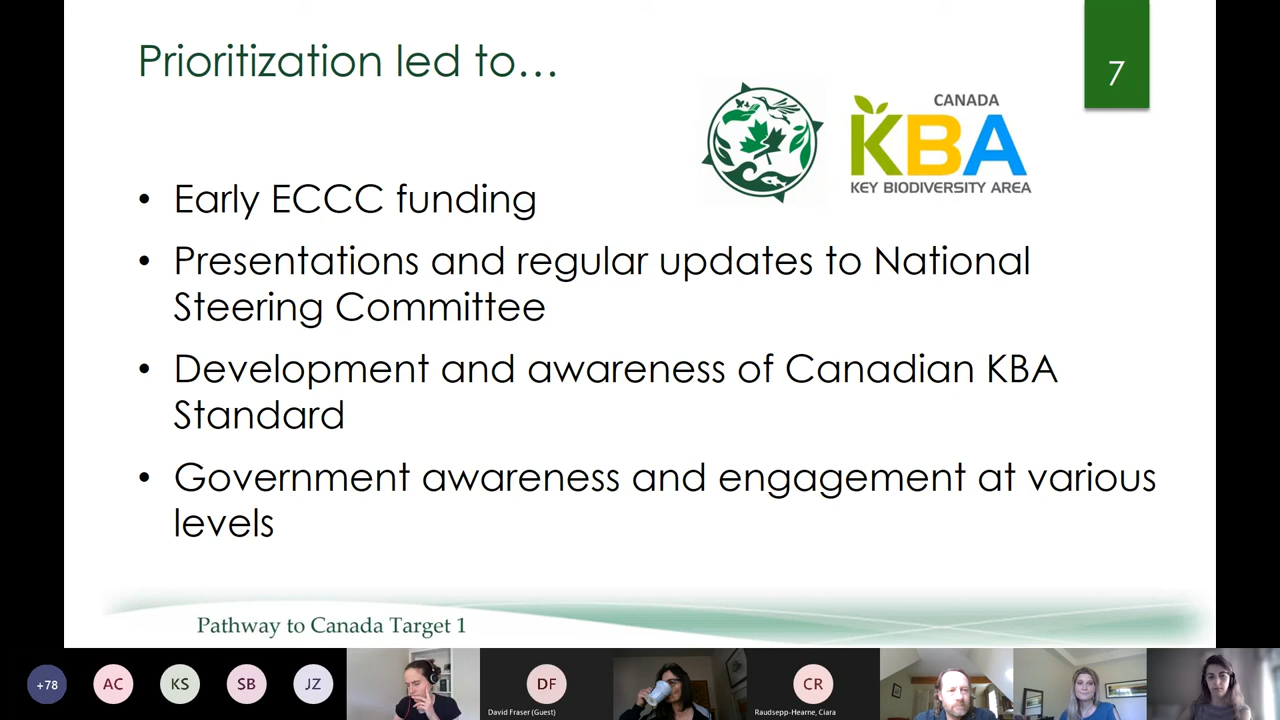 Prioritization led to…
7
CANADA
KBA
KEY BIODIVERSITY AREA
• Early ECCC funding
• Presentations and regular updates to National
Steering Committee
• Development and awareness of Canadian KBA
Standard
• Government awareness and engagement at various
levels
Pathway to Canada Target 1
+78
AC
KS
SB
JZ
DF
David Fraser (Guest)
CR
Raudsepp-Hearne, Ciara